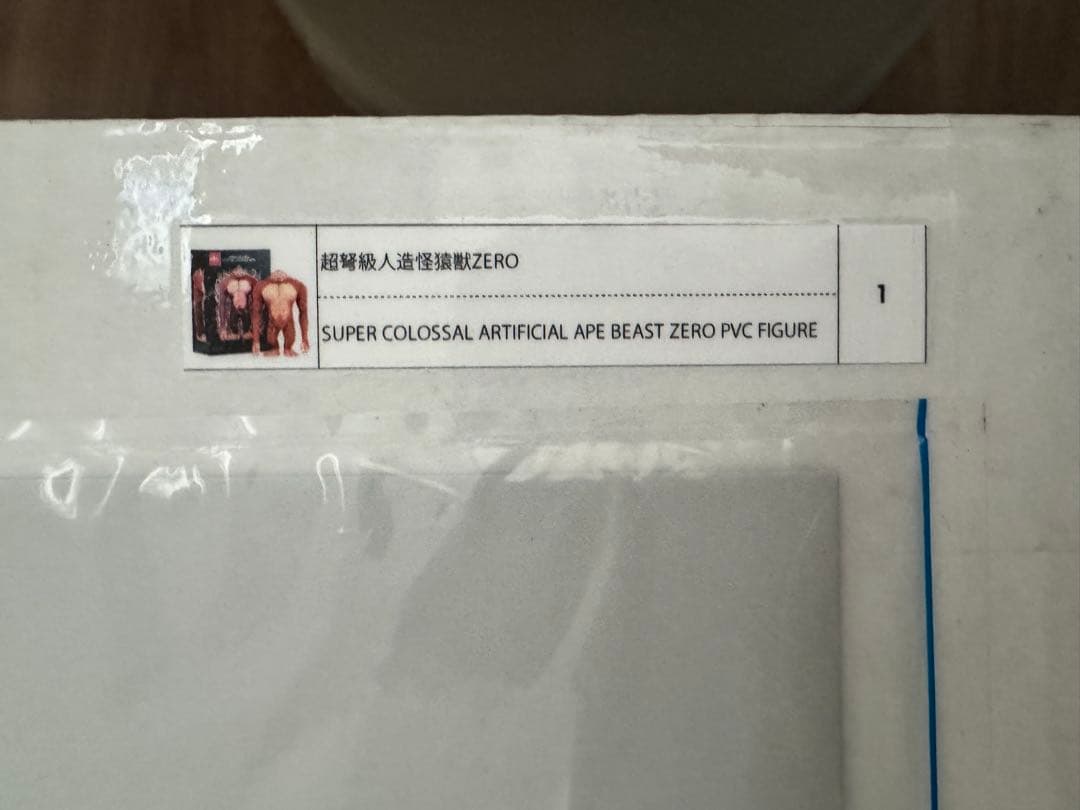 超弩級人造怪猿獣ZERO
SUPER COLOSSAL ARTIFICIAL APE BEAST ZERO PVC FIGURE
1